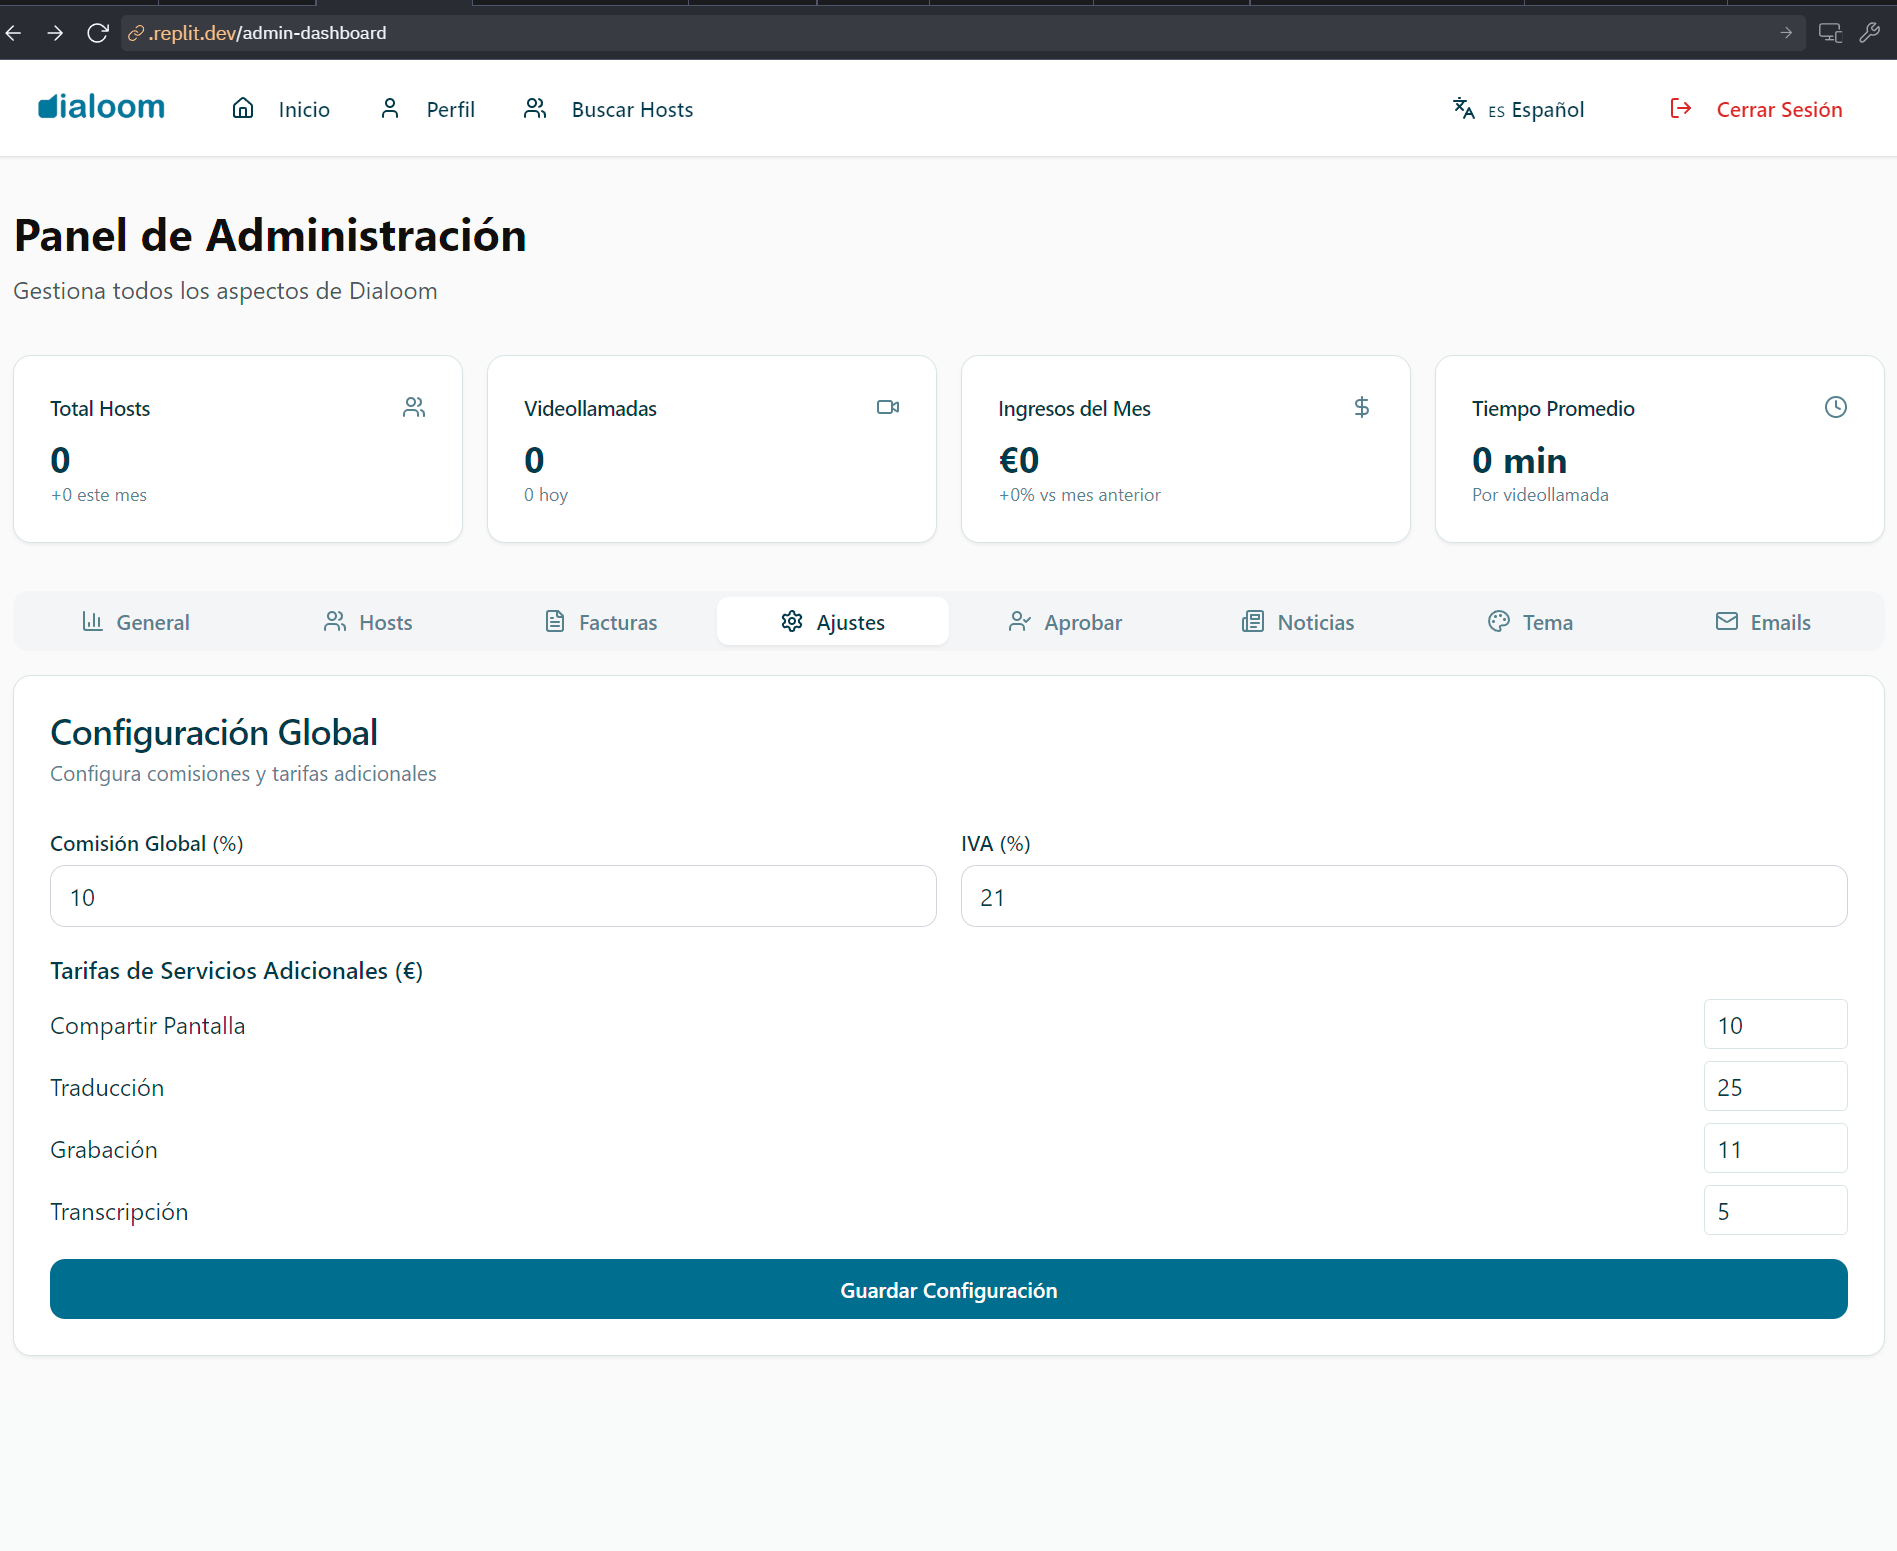 .replit.dev/admin-dashboard
dialoom
Inicio
Perfil
Buscar Hosts
ES Español
Cerrar Sesión
Panel de Administración
Gestiona todos los aspectos de Dialoom
Total Hosts
0
+0 este mes
Videollamadas
0
0 hoy
Ingresos del Mes
€0
+0% vs mes anterior
Tiempo Promedio
0 min
Por videollamada
General
Hosts
Facturas
Ajustes
Aprobar
Noticias
Tema
Emails
Configuración Global
Configura comisiones y tarifas adicionales
Comisión Global (%)
10
IVA (%)
21
Tarifas de Servicios Adicionales (€)
Compartir Pantalla
10
Traducción
25
Grabación
11
Transcripción
5
Guardar Configuración